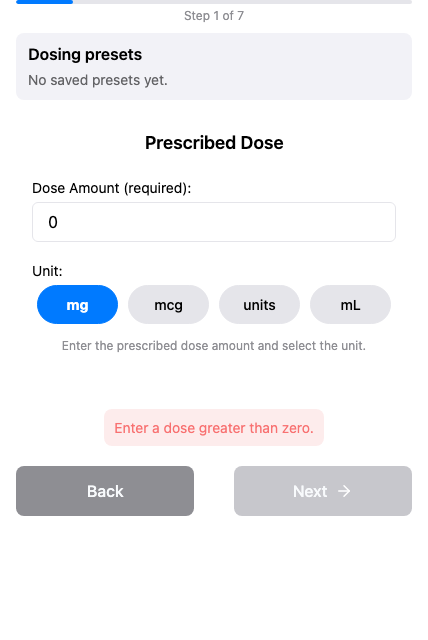 Step 1 of 7
Dosing presets
No saved presets yet.
Prescribed Dose
Dose Amount (required):
0
Unit:
mg mcg units mL
Enter the prescribed dose amount and select the unit.
Enter a dose greater than zero.
Back Next →